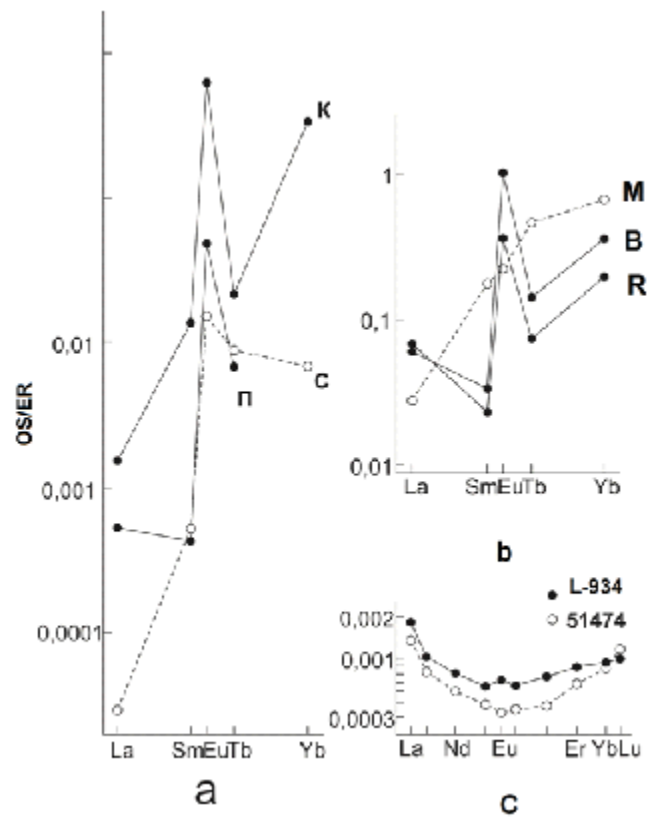 OS/ER
0,01
0,001
0,0001
К
П
С
La SmEuTb Yb
a
1
0,1
0,01
M
B
R
La SmEuTb Yb
b
L-934
51474
0,002
0,001
0,0003
La Nd Eu Er YbLu
c